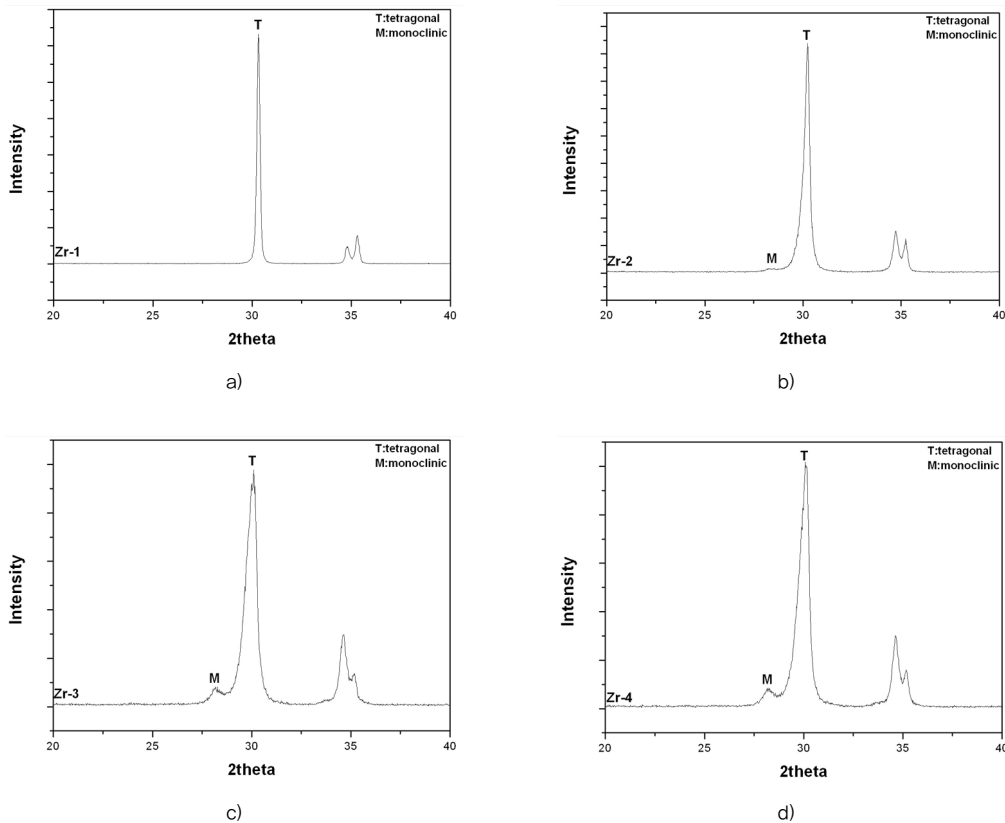 T
T:tetragonal
M:monoclinic
Intensity
Zr-1
20 25 30 35 40
2theta
a)
T
T:tetragonal
M:monoclinic
Intensity
Zr-2
M
20 25 30 35 40
2theta
b)
T
T:tetragonal
M:monoclinic
Intensity
Zr-3
M
20 25 30 35 40
2theta
c)
T
T:tetragonal
M:monoclinic
Intensity
Zr-4
M
20 25 30 35 40
2theta
d)